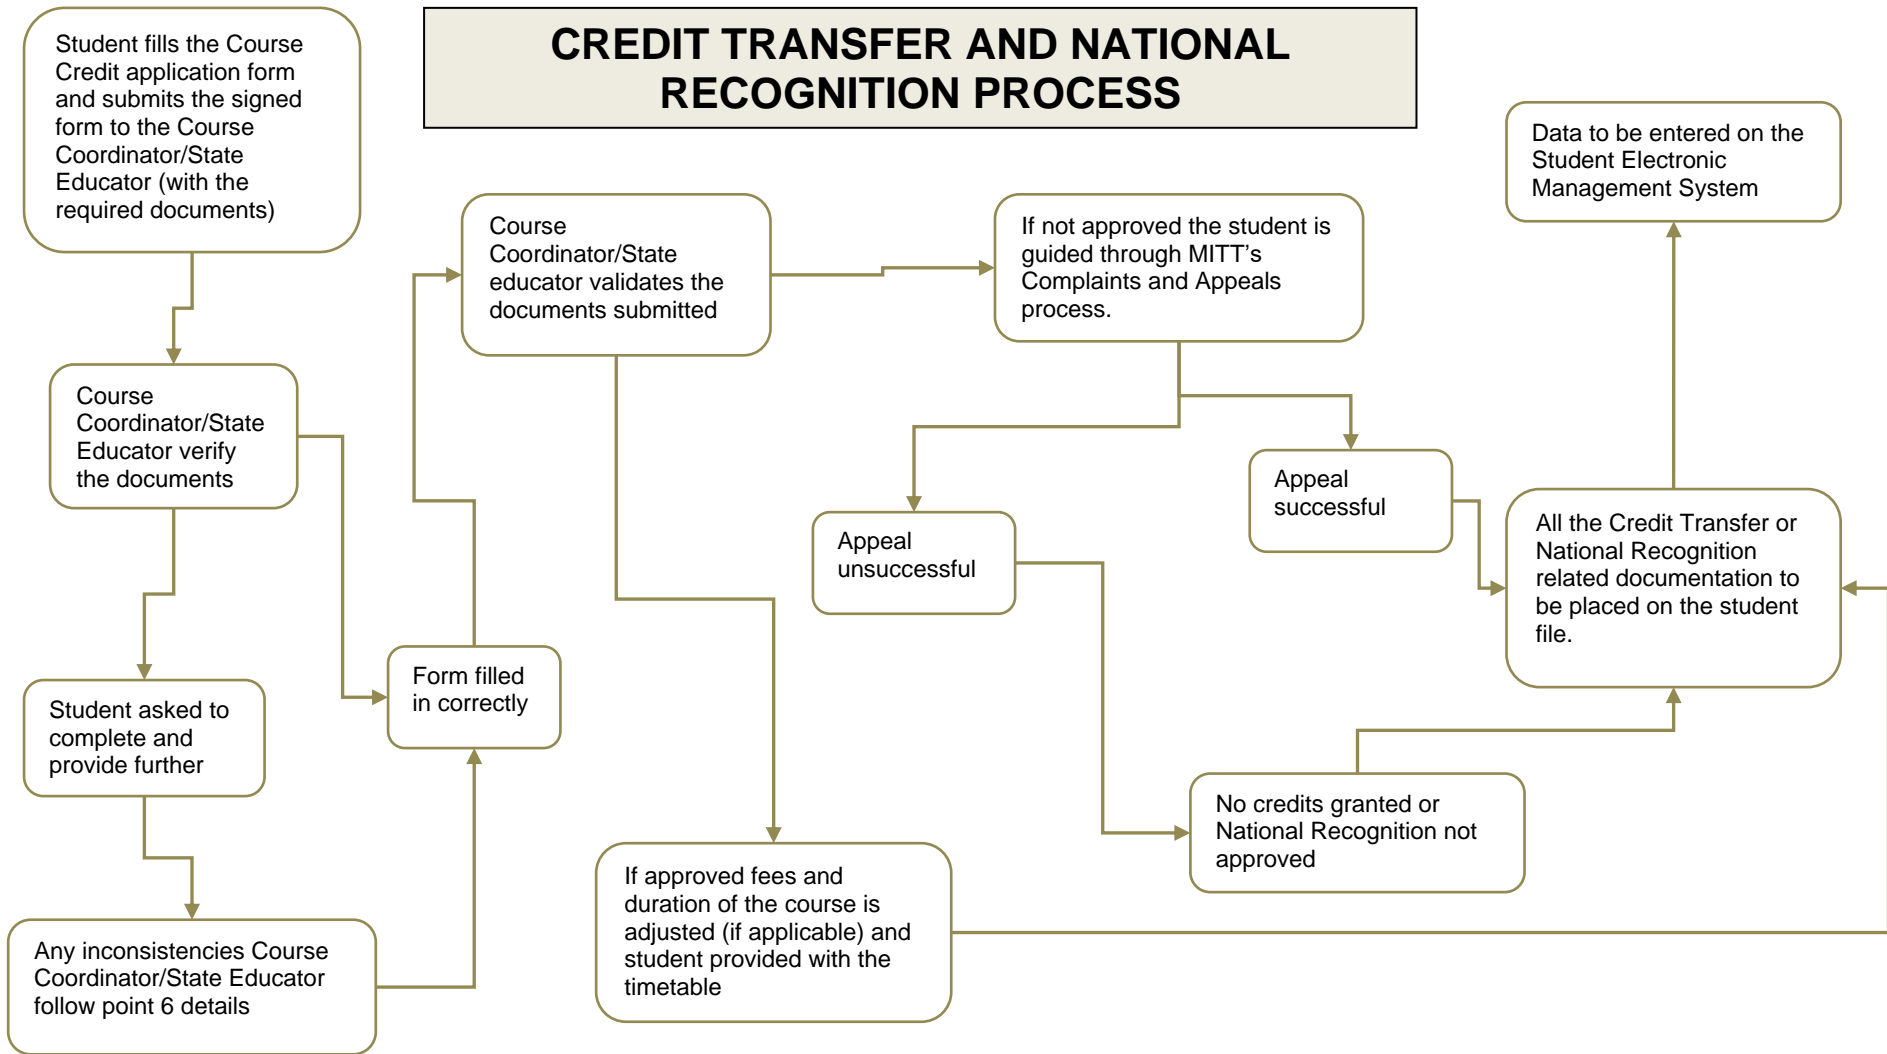 Student fills the Course
Credit application form
and submits the signed
form to the Course
Coordinator/State
Educator (with the
required documents)
CREDIT TRANSFER AND NATIONAL
RECOGNITION PROCESS
Data to be entered on the
Student Electronic
Management System
Course
Coordinator/State
educator validates the
documents submitted
If not approved the student is
guided through MITT’s
Complaints and Appeals
process.
Course
Coordinator/State
Educator verify
the documents
Appeal
successful
Appeal
unsuccessful
All the Credit Transfer or
National Recognition
related documentation to
be placed on the student
file.
Form filled
in correctly
Student asked to
complete and
provide further
No credits granted or
National Recognition not
approved
If approved fees and
duration of the course is
adjusted (if applicable) and
student provided with the
timetable
Any inconsistencies Course
Coordinator/State Educator
follow point 6 details